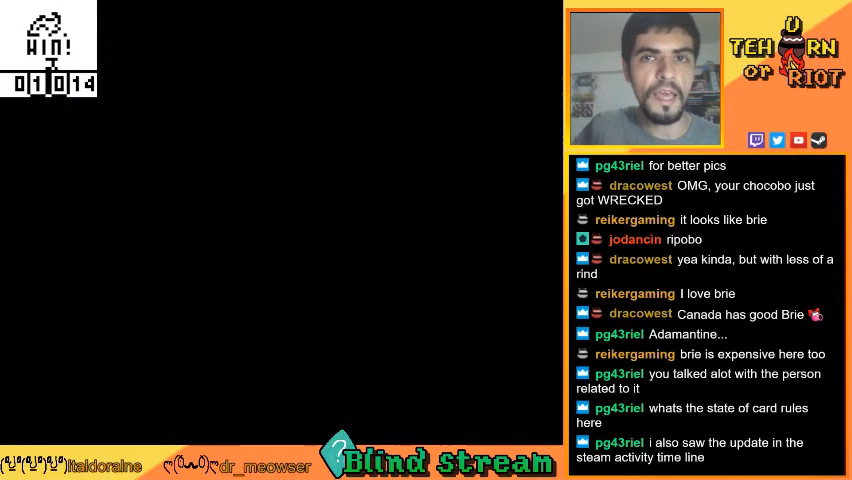 WIN!
01014
U
TEH RN
or RIOT
pg43riel for better pics
dracowest OMG, your chocobo just
got WRECKED
reikergaming it looks like brie
jodancin ripobo
dracowest yea kinda, but with less of a
rind
reikergaming I love brie
dracowest Canada has good Brie
pg43riel Adamantine...
reikergaming brie is expensive here too
pg43riel you talked alot with the person
related to it
pg43riel whats the state of card rules
here
pg43riel i also saw the update in the
steam activity time line
dr_meowser
? Blind stream